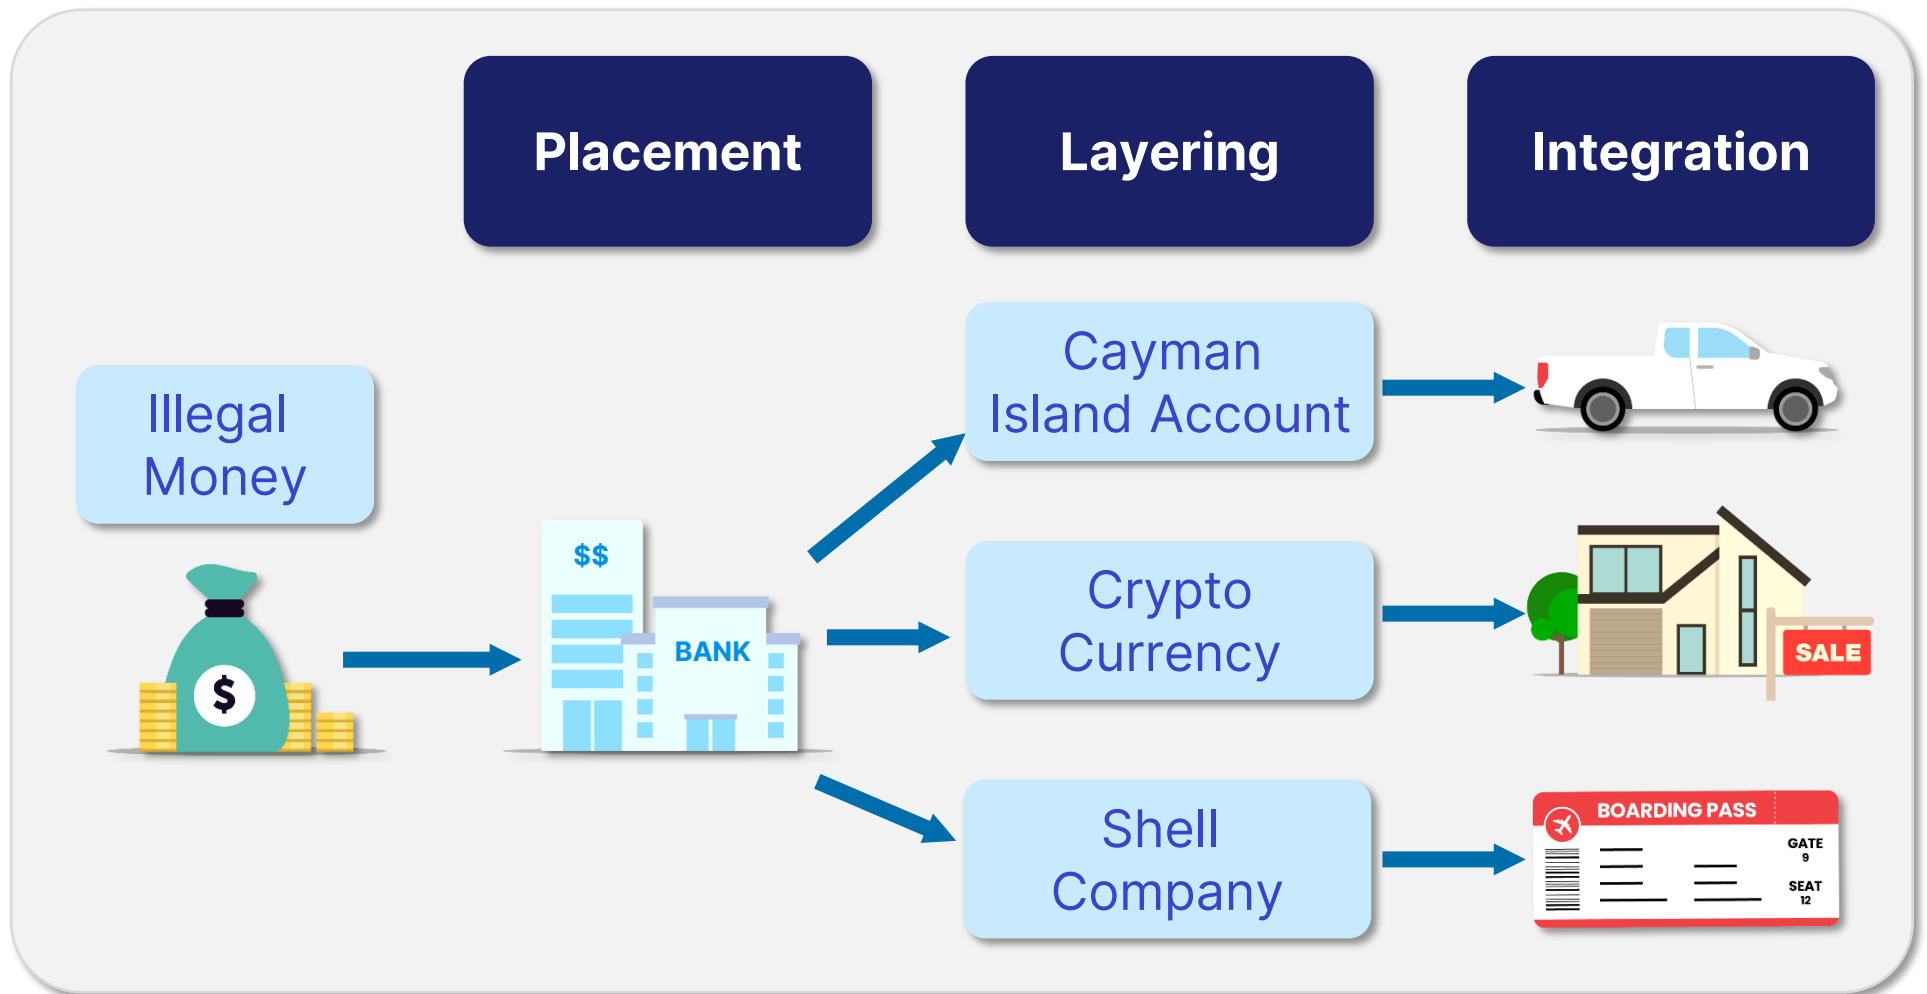 Placement
Layering
Integration
Illegal
Money
$
$$
BANK
Cayman
Island Account
Crypto
Currency
Shell
Company
SALE
BOARDING PASS
GATE
9
SEAT
12